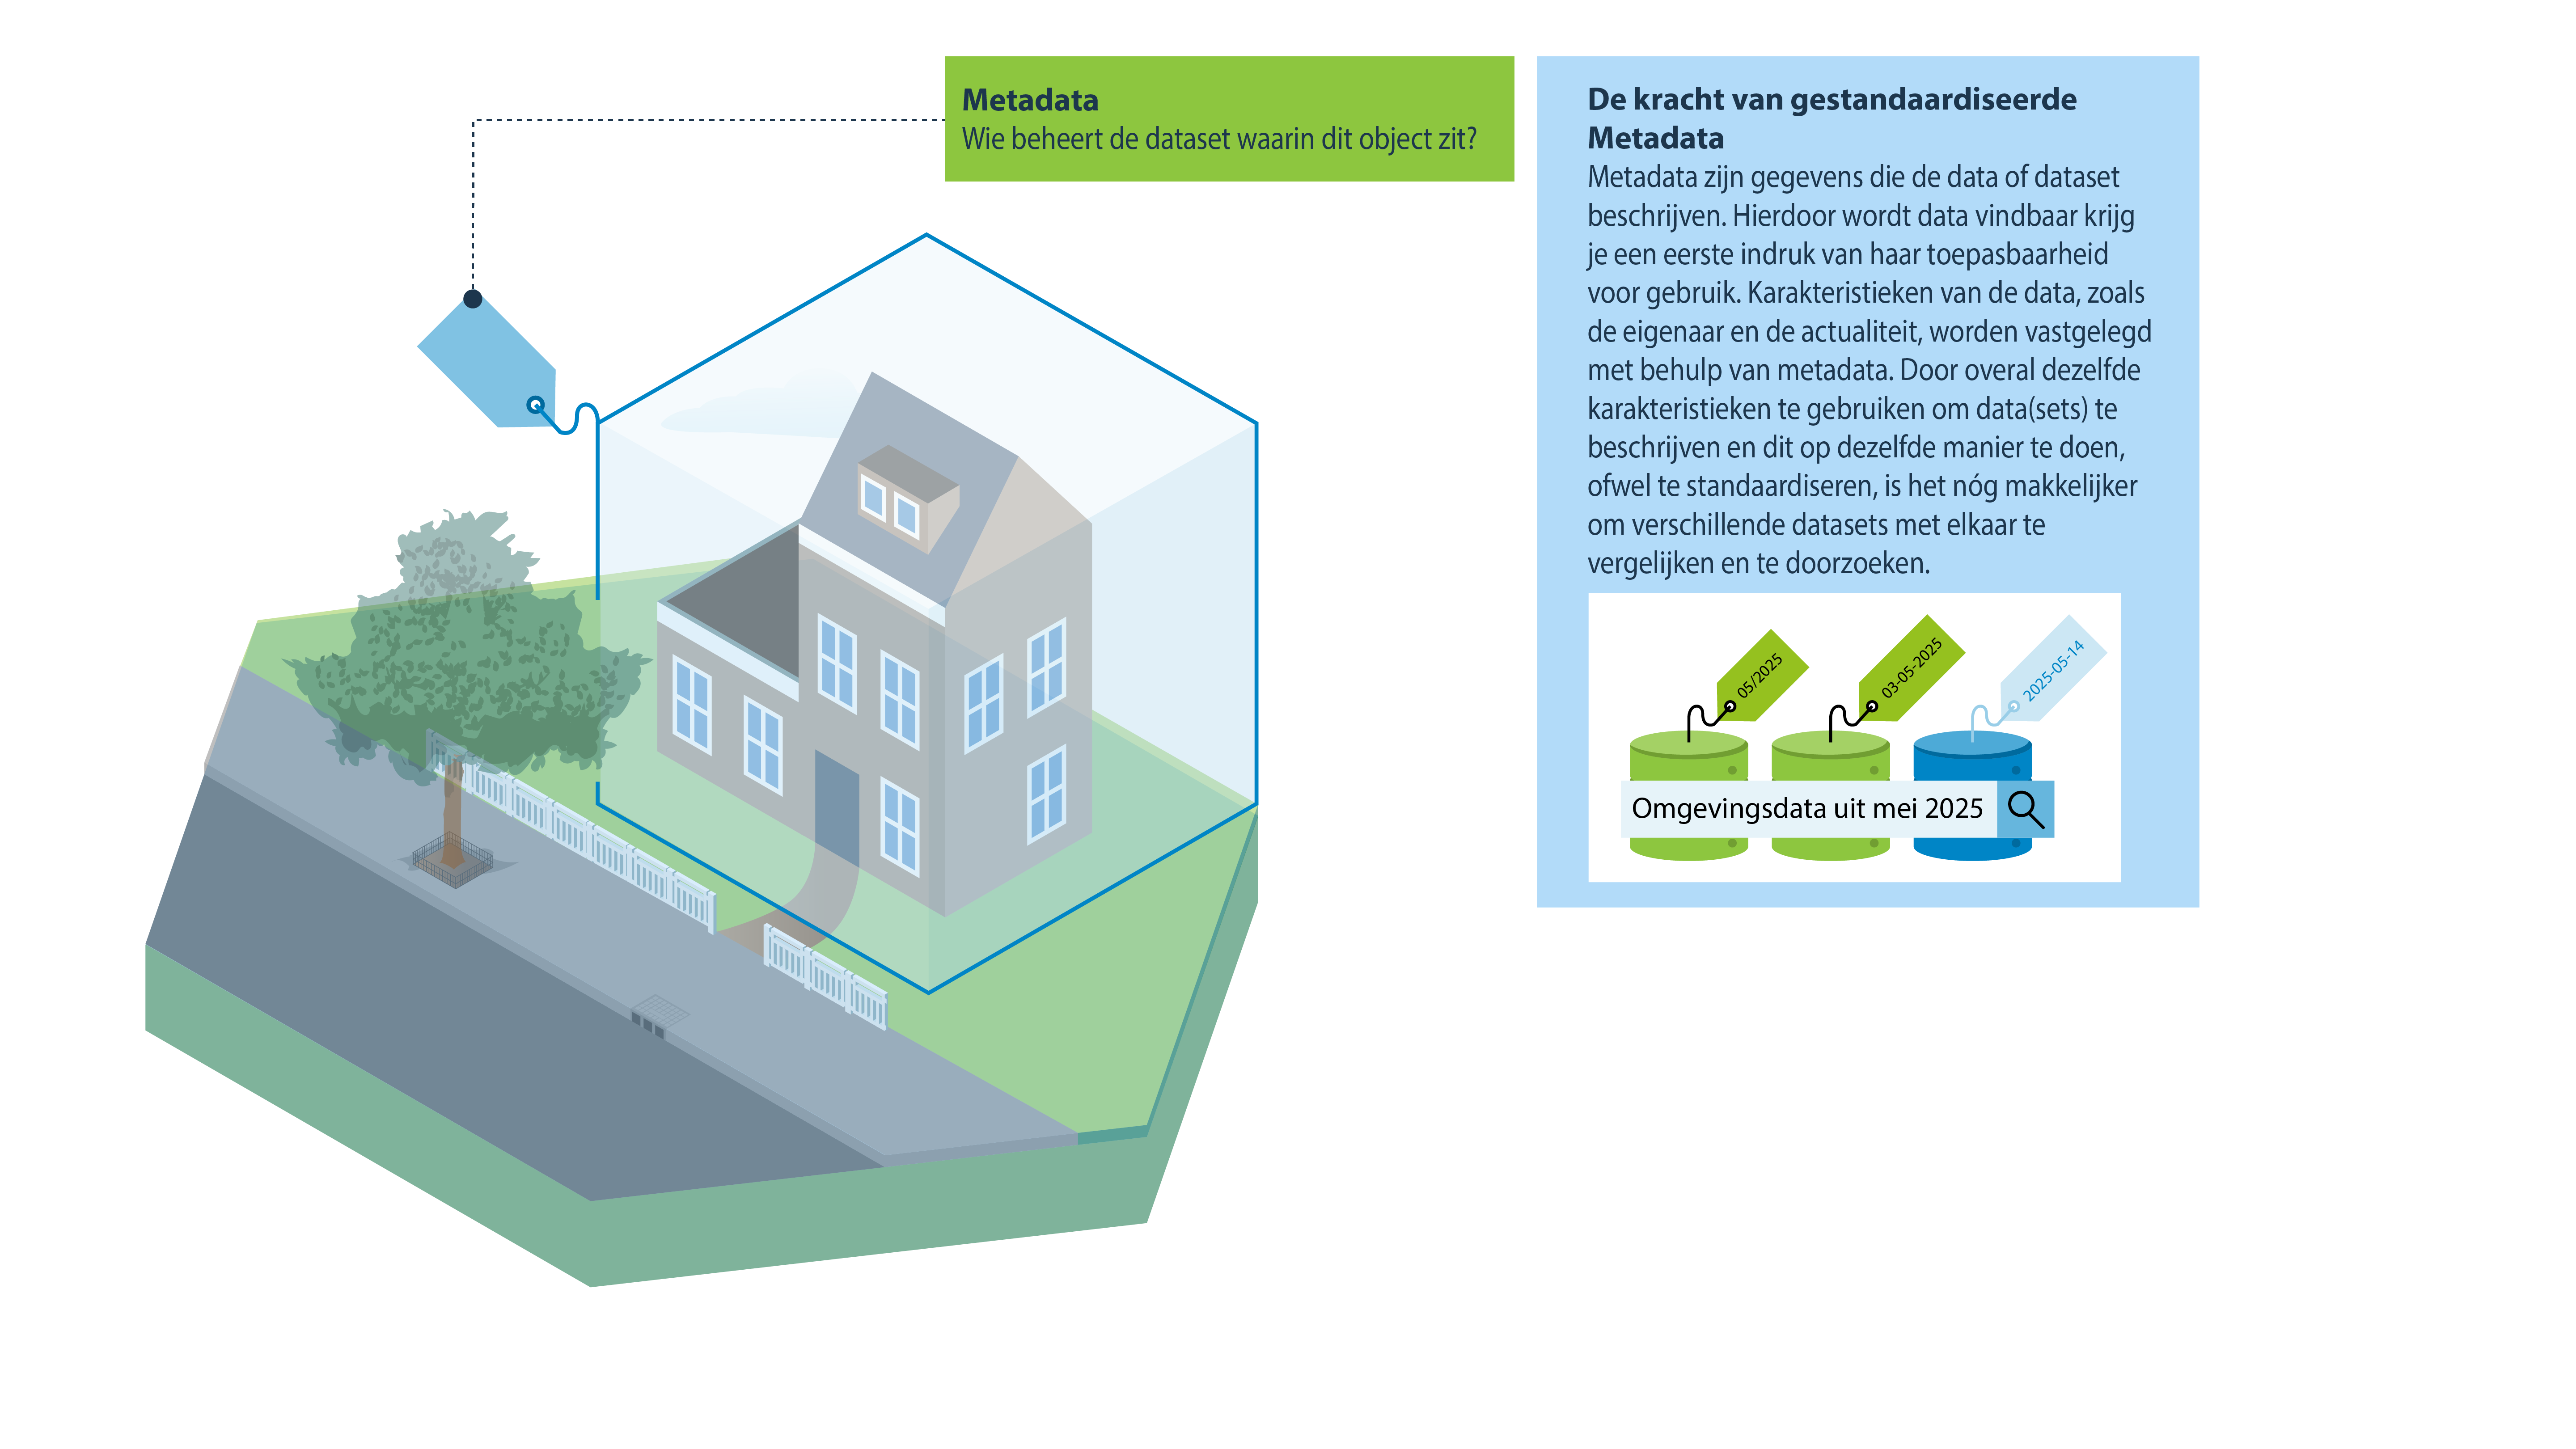 Metadata
Wie beheert de dataset waarin dit object zit?
De kracht van gestandaardiseerde
Metadata
Metadata zijn gegevens die de data of dataset
beschrijven. Hierdoor wordt data vindbaar krijg
je een eerste indruk van haar toepasbaarheid
voor gebruik. Karakteristieken van de data, zoals
de eigenaar en de actualiteit, worden vastgelegd
met behulp van metadata. Door overal dezelfde
karakteristieken te gebruiken om data(sets) te
beschrijven en dit op dezelfde manier te doen,
ofwel te standaardiseren, is het nóg makkelijker
om verschillende datasets met elkaar te
vergelijken en te doorzoeken.
05/2025
03-05-2025
2025-05-14
Omgevingsdata uit mei 2025